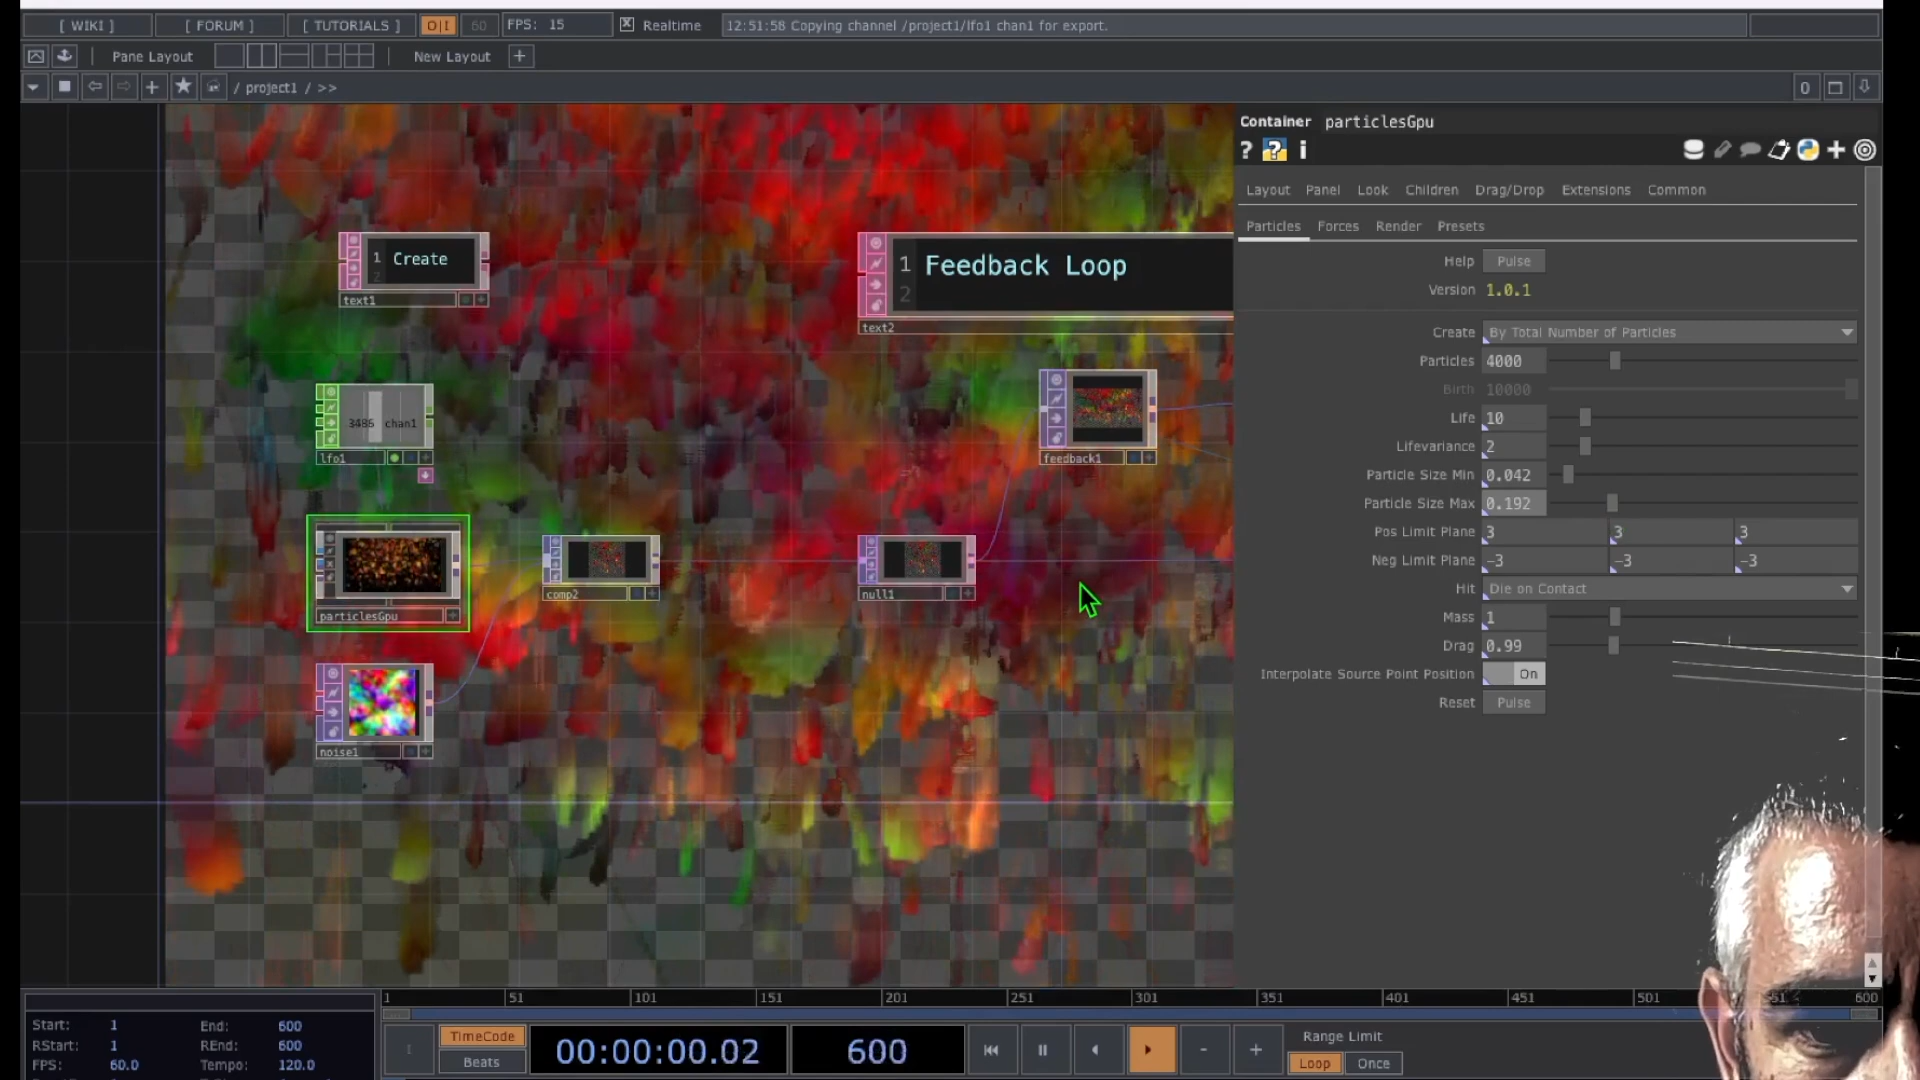 [ WIKI ] [ FORUM ] [ TUTORIALS ] O|I 60 FPS: 15 Realtime 12:51:58 Copying channel /project1/lfo1 chan1 for export.
Pane Layout New Layout +
/ project1 / >> 0
Container particlesGpu
? ? i
Layout Panel Look Children Drag/Drop Extensions Common
Particles Forces Render Presets
Help Pulse
Version 1.0.1
Create By Total Number of Particles
Particles 4000
Birth 10000
Life 10
Lifevariance 2
Particle Size Min 0.042
Particle Size Max 0.192
Pos Limit Plane 3 3 3
Neg Limit Plane -3 -3 -3
Hit Die on Contact
Mass 1
Drag 0.99
Interpolate Source Point Position On
Reset Pulse
1 Create
2
text1
1 Feedback Loop
2
text2
3486 chan1
lfo1
feedback1
particlesGpu
comp2
null1
noise1
1 51 101 151 201 251 301 351 401 451 501 551 600
Start: 1 End: 600
RStart: 1 REnd: 600
FPS: 60.0 Tempo: 120.0
TimeCode
Beats
00:00:00.02 600
Range Limit
Loop Once